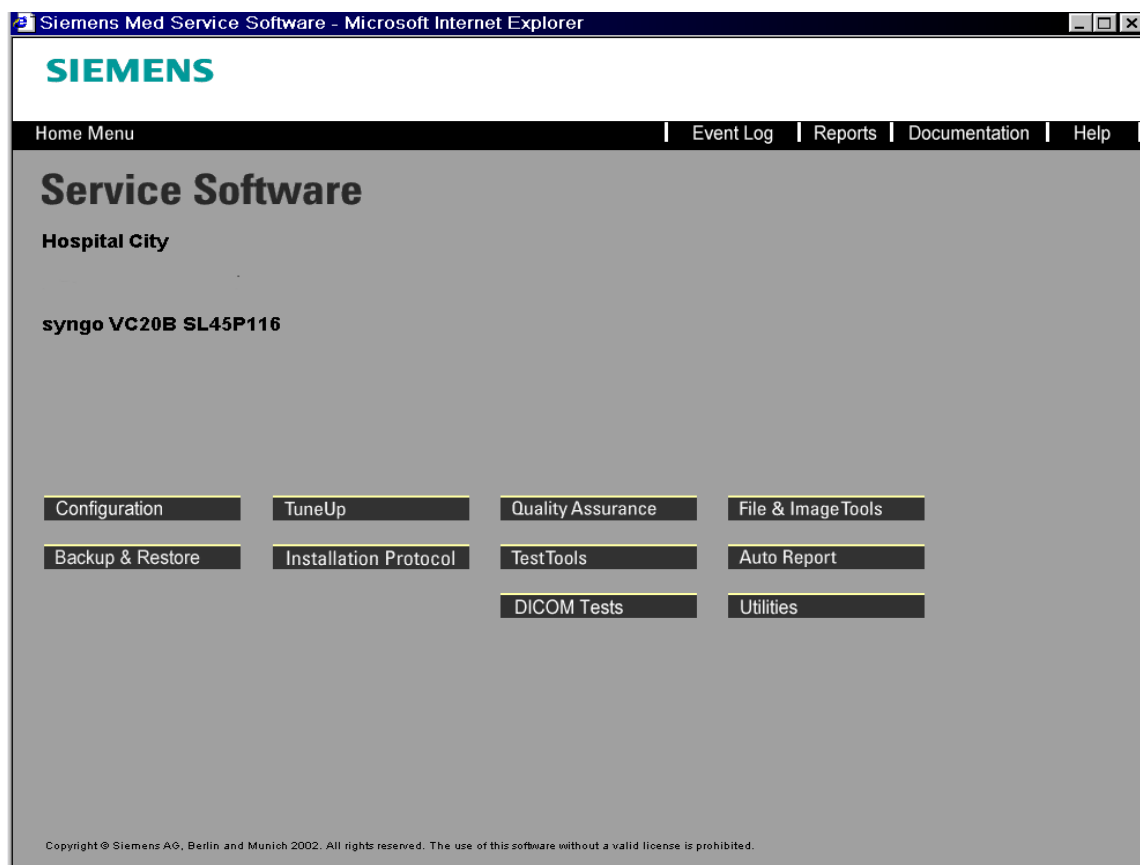 Siemens Med Service Software - Microsoft Internet Explorer
SIEMENS
Home Menu Event Log Reports Documentation Help
Service Software
Hospital City
syngo VC20B SL45P116
Configuration TuneUp Quality Assurance File & Image Tools
Backup & Restore Installation Protocol Test Tools Auto Report
DICOM Tests Utilities
Copyright © Siemens AG, Berlin and Munich 2002. All rights reserved. The use of this software without a valid license is prohibited.